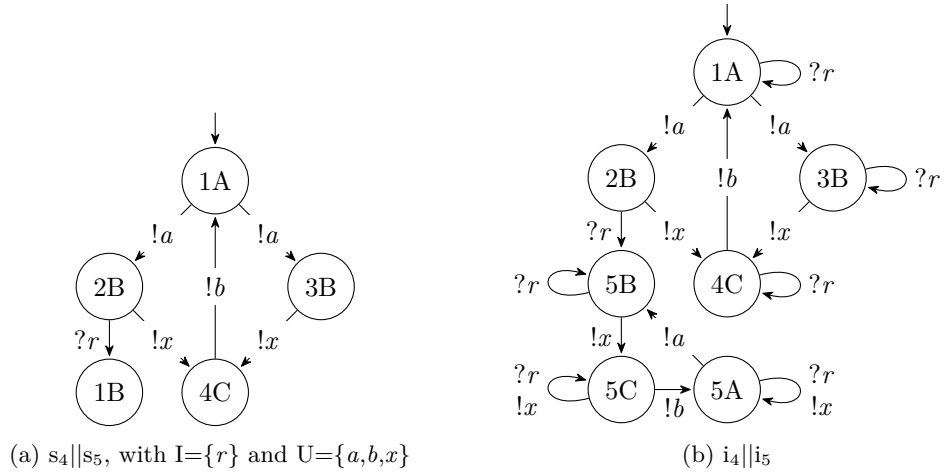 1A
!a
!a
2B
!b
3B
?r
!x
!x
1B
4C
(a) s₄||s₅, with I={r} and U={a,b,x}
1A
?r
!a
!a
2B
!b
3B
?r
?r
!x
!x
?r
5B
4C
?r
!x
!a
?r
!x
5C
!b
5A
?r
!x
(b) i₄||i₅